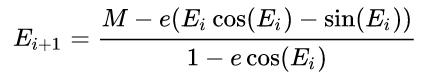 E_{i+1} = \frac{M - e(E_i \cos(E_i) - \sin(E_i))}{1 - e \cos(E_i)}